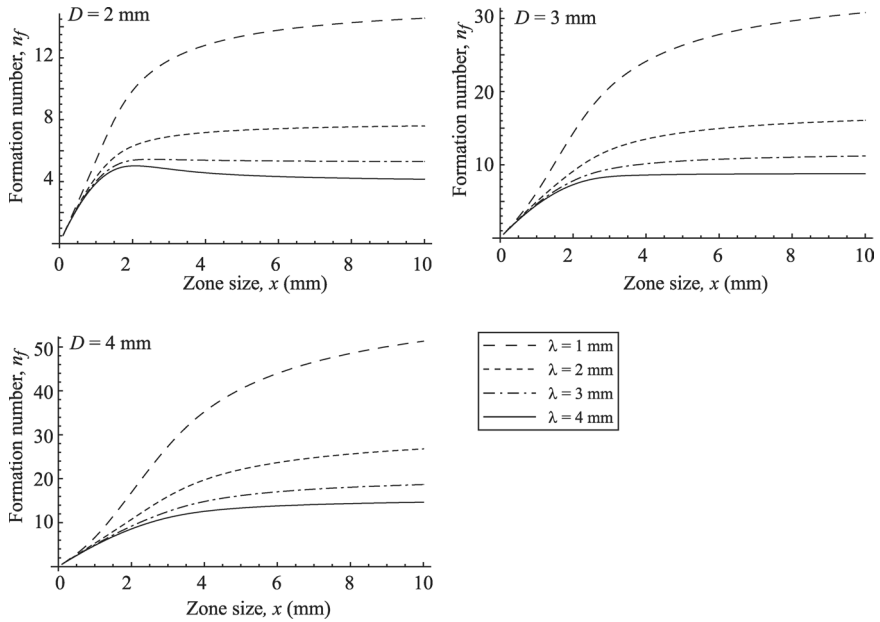 D = 2 mm
Formation number, nf
12
8
4
0 2 4 6 8 10
Zone size, x (mm)
D = 3 mm
Formation number, nf
30
20
10
0 2 4 6 8 10
Zone size, x (mm)
D = 4 mm
Formation number, nf
50
40
30
20
10
0 2 4 6 8 10
Zone size, x (mm)
λ = 1 mm
λ = 2 mm
λ = 3 mm
λ = 4 mm